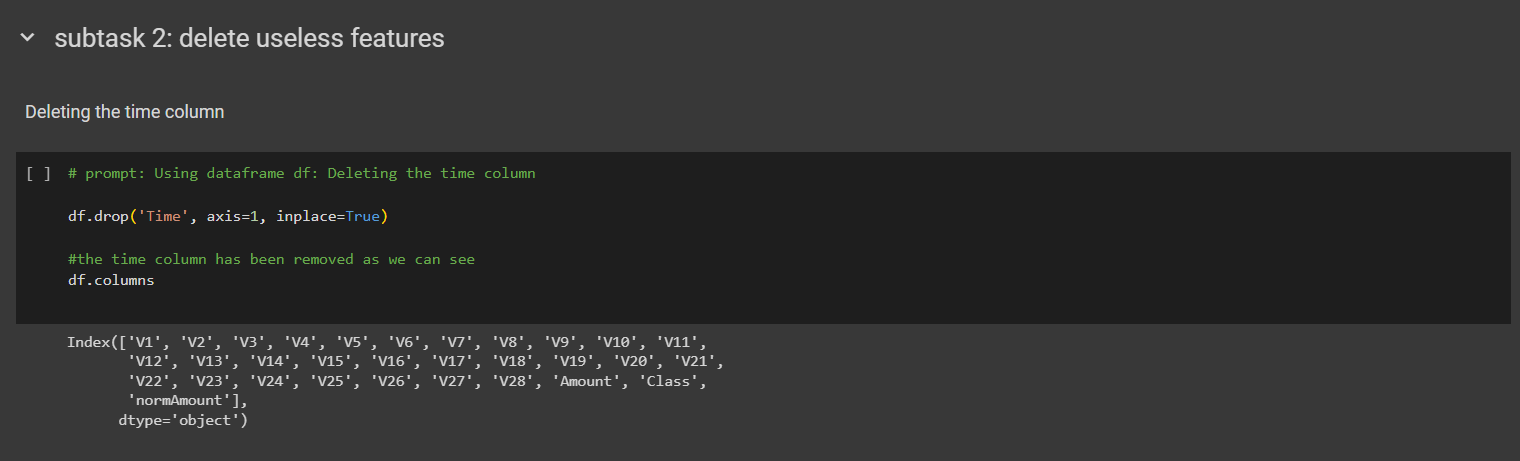 subtask 2: delete useless features
Deleting the time column
[ ] # prompt: Using dataframe df: Deleting the time column
df.drop('Time', axis=1, inplace=True)
#the time column has been removed as we can see
df.columns
Index(['V1', 'V2', 'V3', 'V4', 'V5', 'V6', 'V7', 'V8', 'V9', 'V10', 'V11',
'V12', 'V13', 'V14', 'V15', 'V16', 'V17', 'V18', 'V19', 'V20', 'V21',
'V22', 'V23', 'V24', 'V25', 'V26', 'V27', 'V28', 'Amount', 'Class',
'normAmount'],
dtype='object')